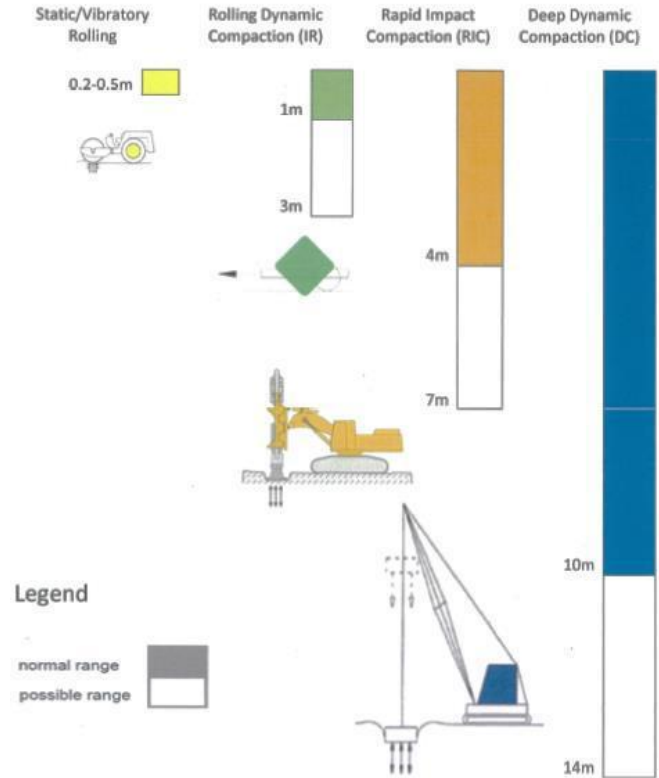 Static/Vibratory
Rolling
Rolling Dynamic
Compaction (IR)
Rapid Impact
Compaction (RIC)
Deep Dynamic
Compaction (DC)
0.2-0.5m
1m
3m
4m
7m
10m
14m
Legend
normal range
possible range